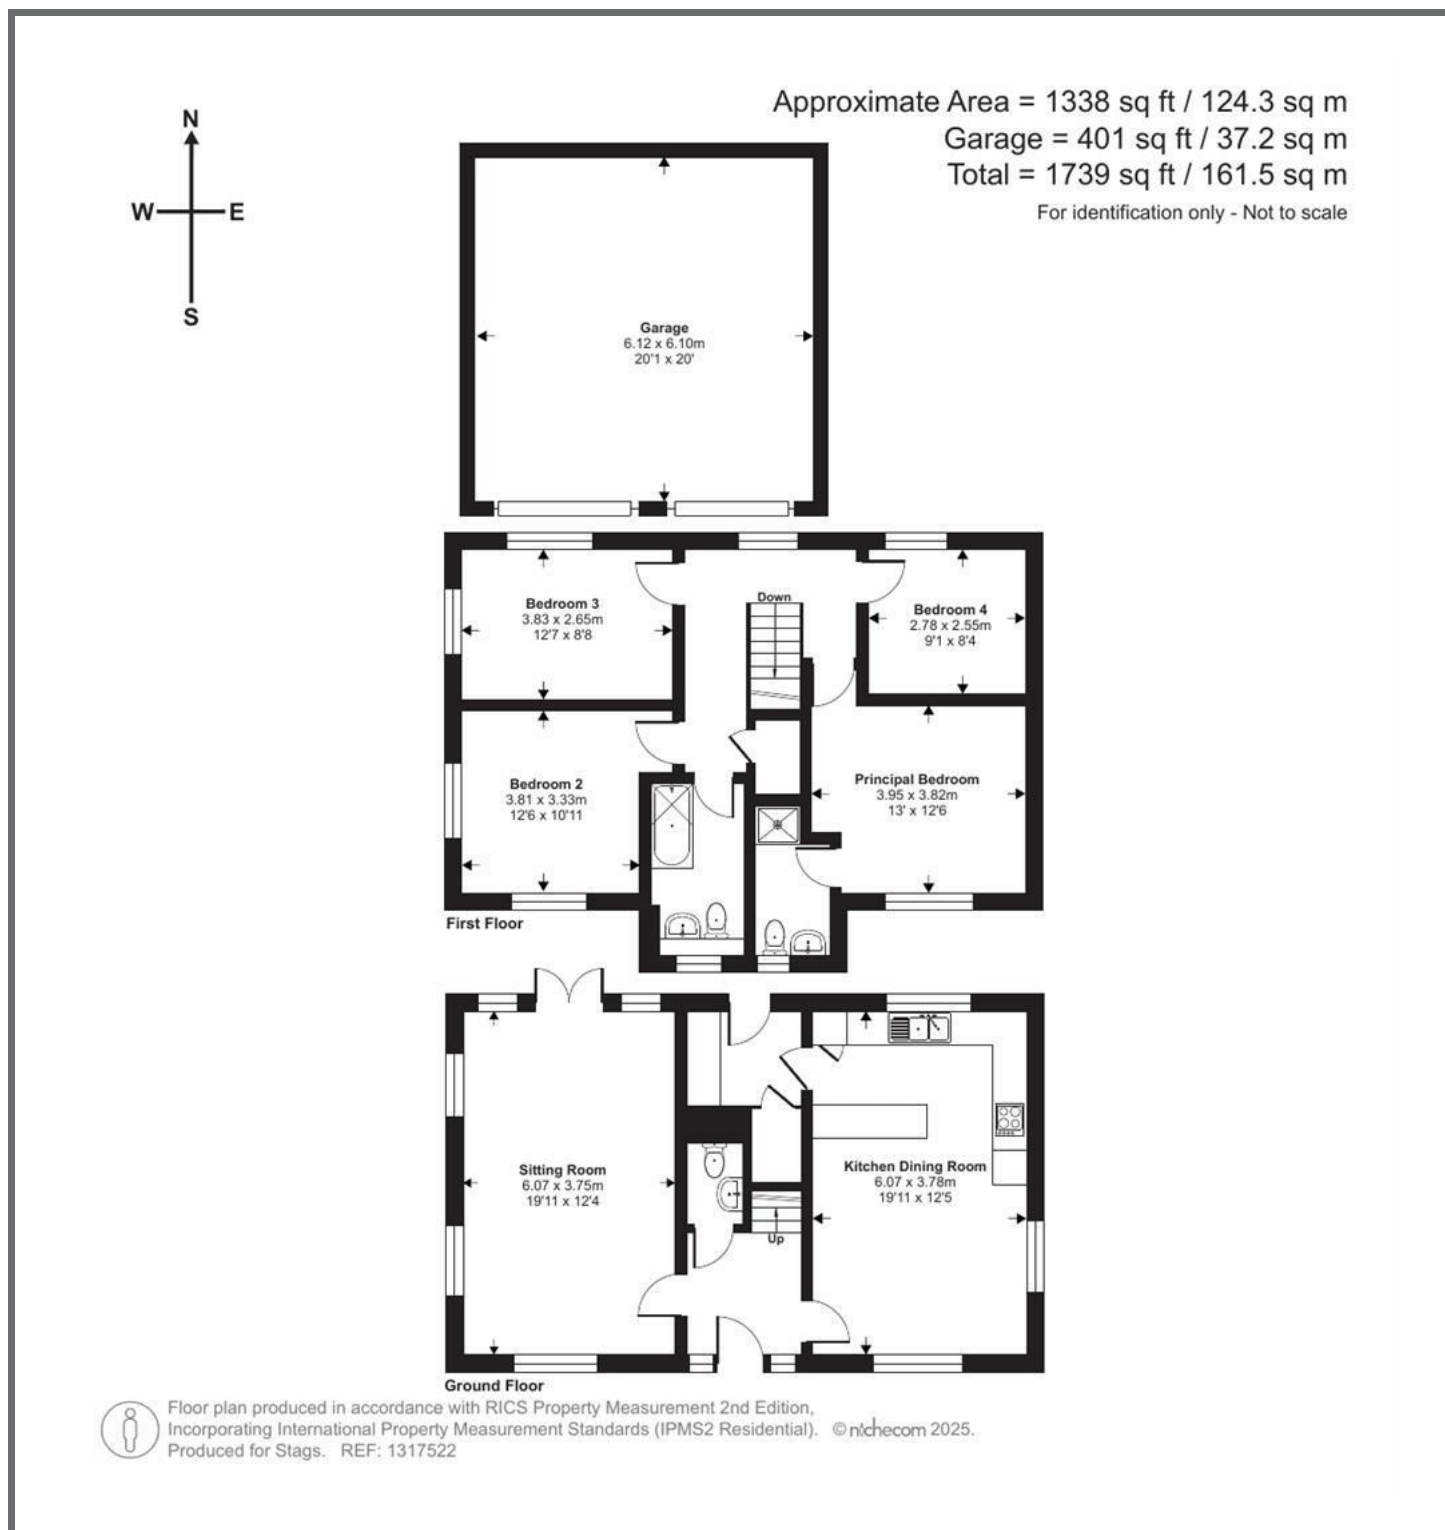 Approximate Area = 1338 sq ft / 124.3 sq m
Garage = 401 sq ft / 37.2 sq m
Total = 1739 sq ft / 161.5 sq m
For identification only - Not to scale
N
W
E
S
Garage
6.12 x 6.10m
20'1 x 20'
Bedroom 3
3.83 x 2.65m
12'7 x 8'8
Down
Bedroom 4
2.78 x 2.55m
9'1 x 8'4
Bedroom 2
3.81 x 3.33m
12'6 x 10'11
Principal Bedroom
3.95 x 3.82m
13' x 12'6
First Floor
Sitting Room
6.07 x 3.75m
19'11 x 12'4
Kitchen Dining Room
6.07 x 3.78m
19'11 x 12'5
Up
Ground Floor
Floor plan produced in accordance with RICS Property Measurement 2nd Edition,
Incorporating International Property Measurement Standards (IPMS2 Residential). © nichecom 2025.
Produced for Stags. REF: 1317522